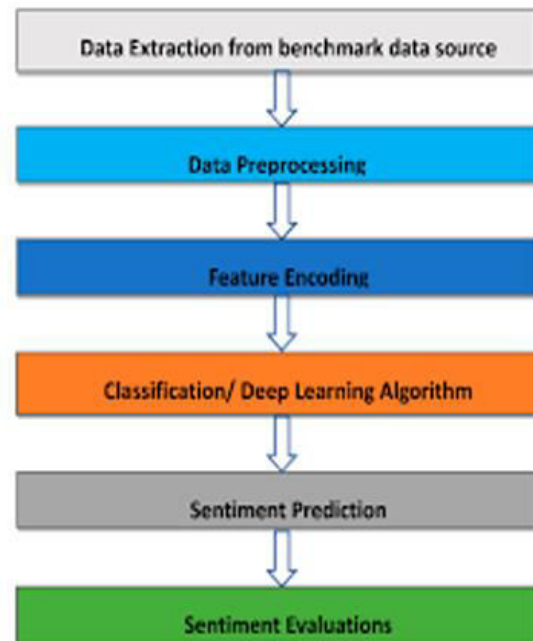 Data Extraction from benchmark data source
Data Preprocessing
Feature Encoding
Classification/ Deep Learning Algorithm
Sentiment Prediction
Sentiment Evaluations